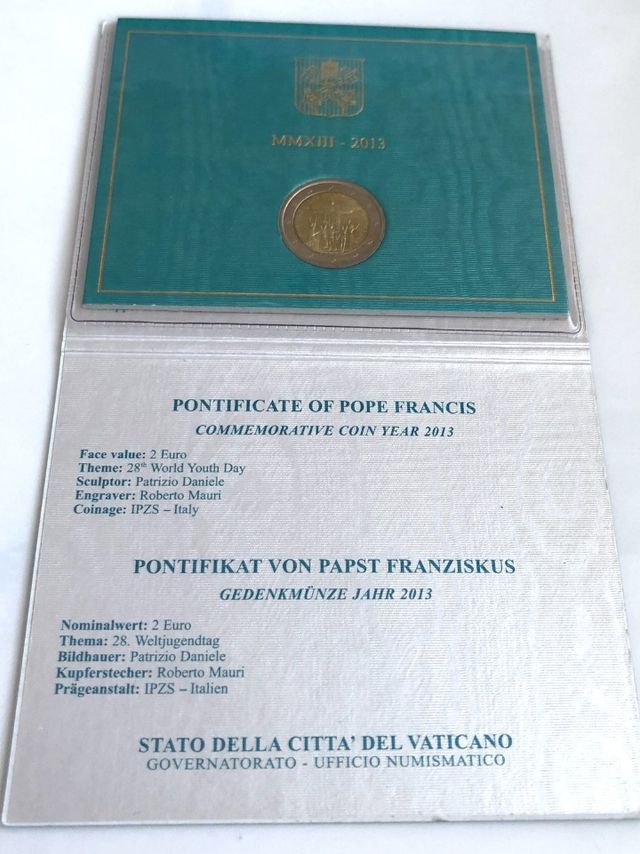 MMXIII - 2013
PONTIFICATE OF POPE FRANCIS
COMMEMORATIVE COIN YEAR 2013
Face value: 2 Euro
Theme: 28th World Youth Day
Sculptor: Patrizio Daniele
Engraver: Roberto Mauri
Coinage: IPZS – Italy
PONTIFIKAT VON PAPST FRANZISKUS
GEDENKMÜNZE JAHR 2013
Nominalwert: 2 Euro
Thema: 28. Weltjugendtag
Bildhauer: Patrizio Daniele
Kupferstecher: Roberto Mauri
Prägeanstalt: IPZS – Italien
STATO DELLA CITTA' DEL VATICANO
GOVERNATORATO - UFFICIO NUMISMATICO